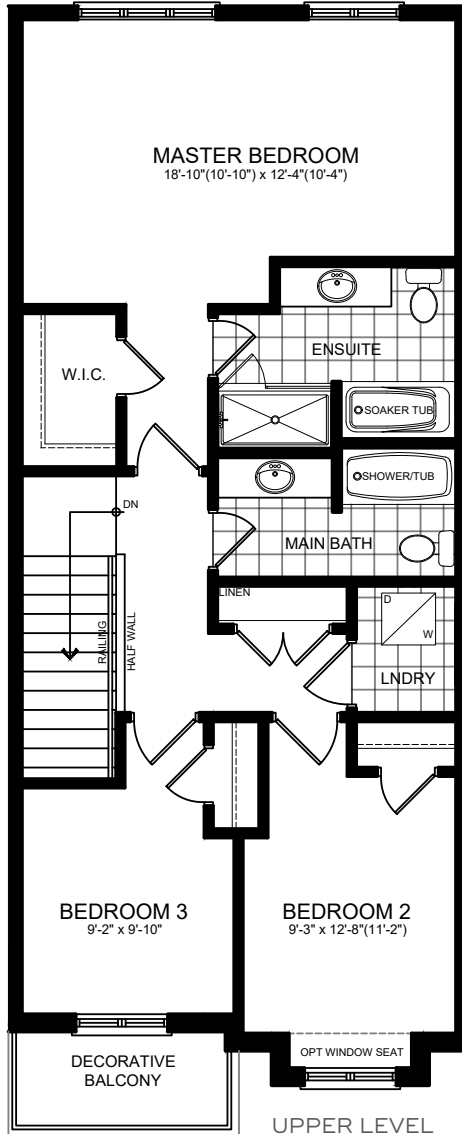 MASTER BEDROOM
18'-10"(10'-10") x 12'-4"(10'-4")
ENSUITE
W.I.C.
SOAKER TUB
SHOWER/TUB
DN
MAIN BATH
LINEN
D
W
RAILING
HALF WALL
LNDRY
BEDROOM 3
9'-2" x 9'-10"
BEDROOM 2
9'-3" x 12'-8"(11'-2")
OPT WINDOW SEAT
DECORATIVE
BALCONY
UPPER LEVEL